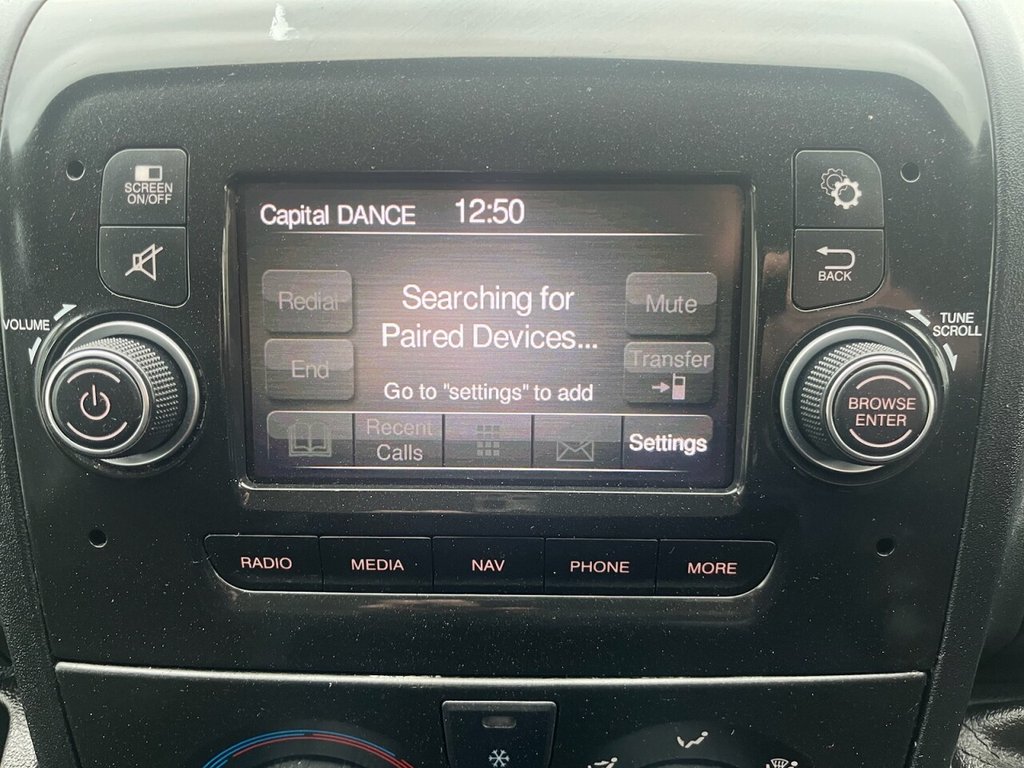 SCREEN
ON/OFF
Capital DANCE 12:50
BACK
VOLUME
TUNE
SCROLL
Redial
Searching for
Paired Devices...
Mute
End
Transfer
Go to "settings" to add
BROWSE
ENTER
Recent
Calls
Settings
RADIO MEDIA NAV PHONE MORE